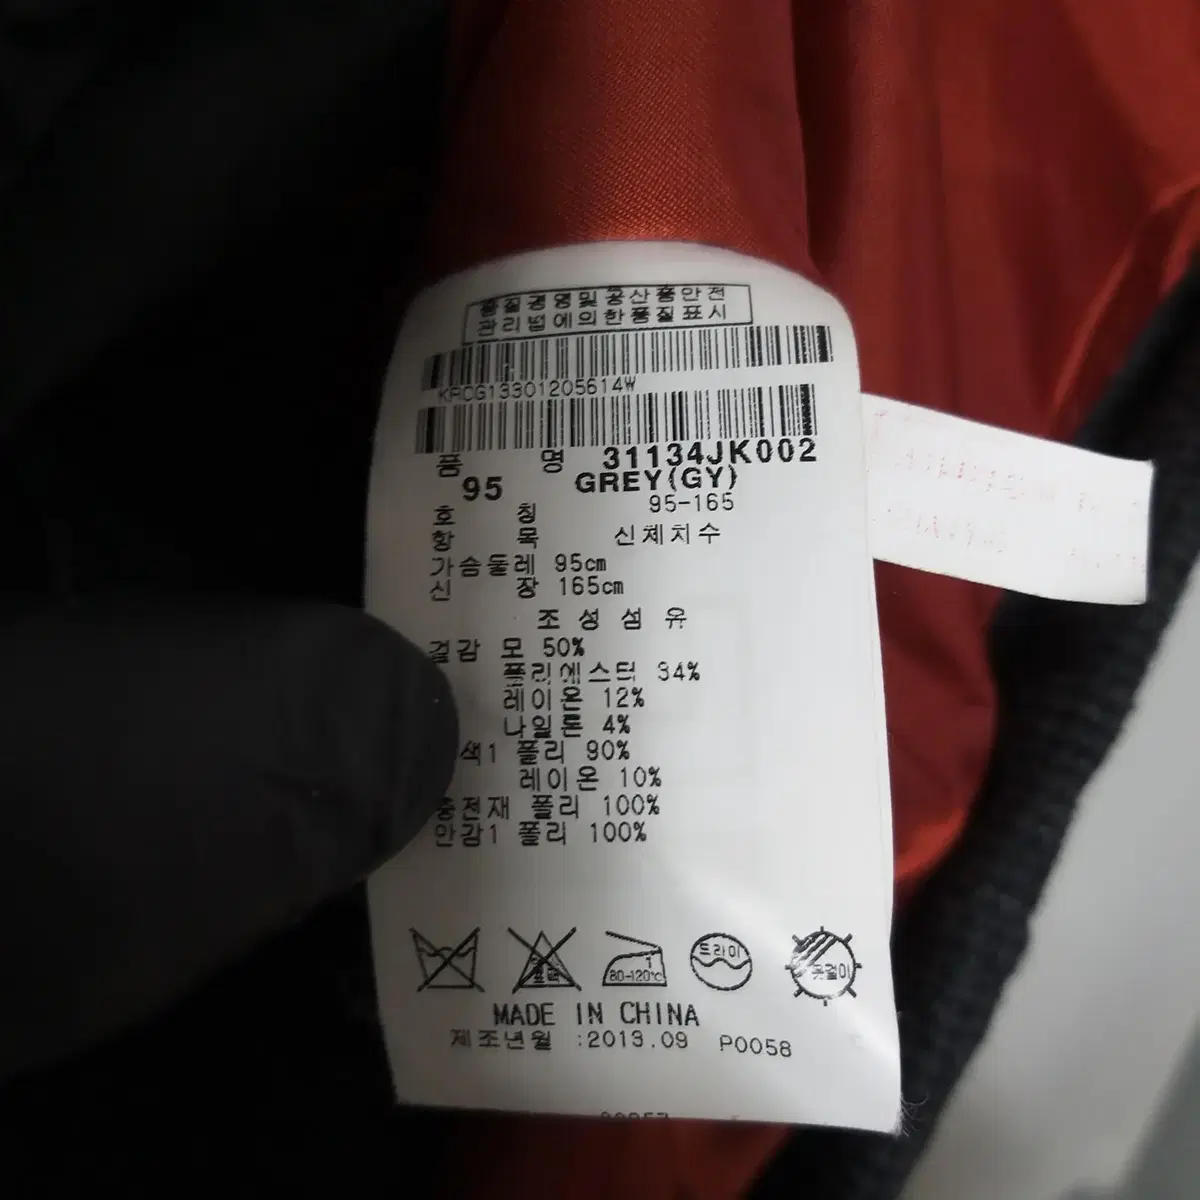 품질경영및공산품안전
관리법에의한품질표시
KRCG13301205614W
품 명 31134JK002
95 GREY(GY)
호 칭 95-165
항 목 신체치수
가슴둘레 95cm
신 장 165cm
조성섬유
겉감 모 50%
폴리에스터 34%
레이온 12%
나일론 4%
색1 폴리 90%
레이온 10%
충전재 폴리 100%
안감1 폴리 100%
1
80-120℃
드라이
옷걸이
MADE IN CHINA
제조년월 :2013.09 P0058